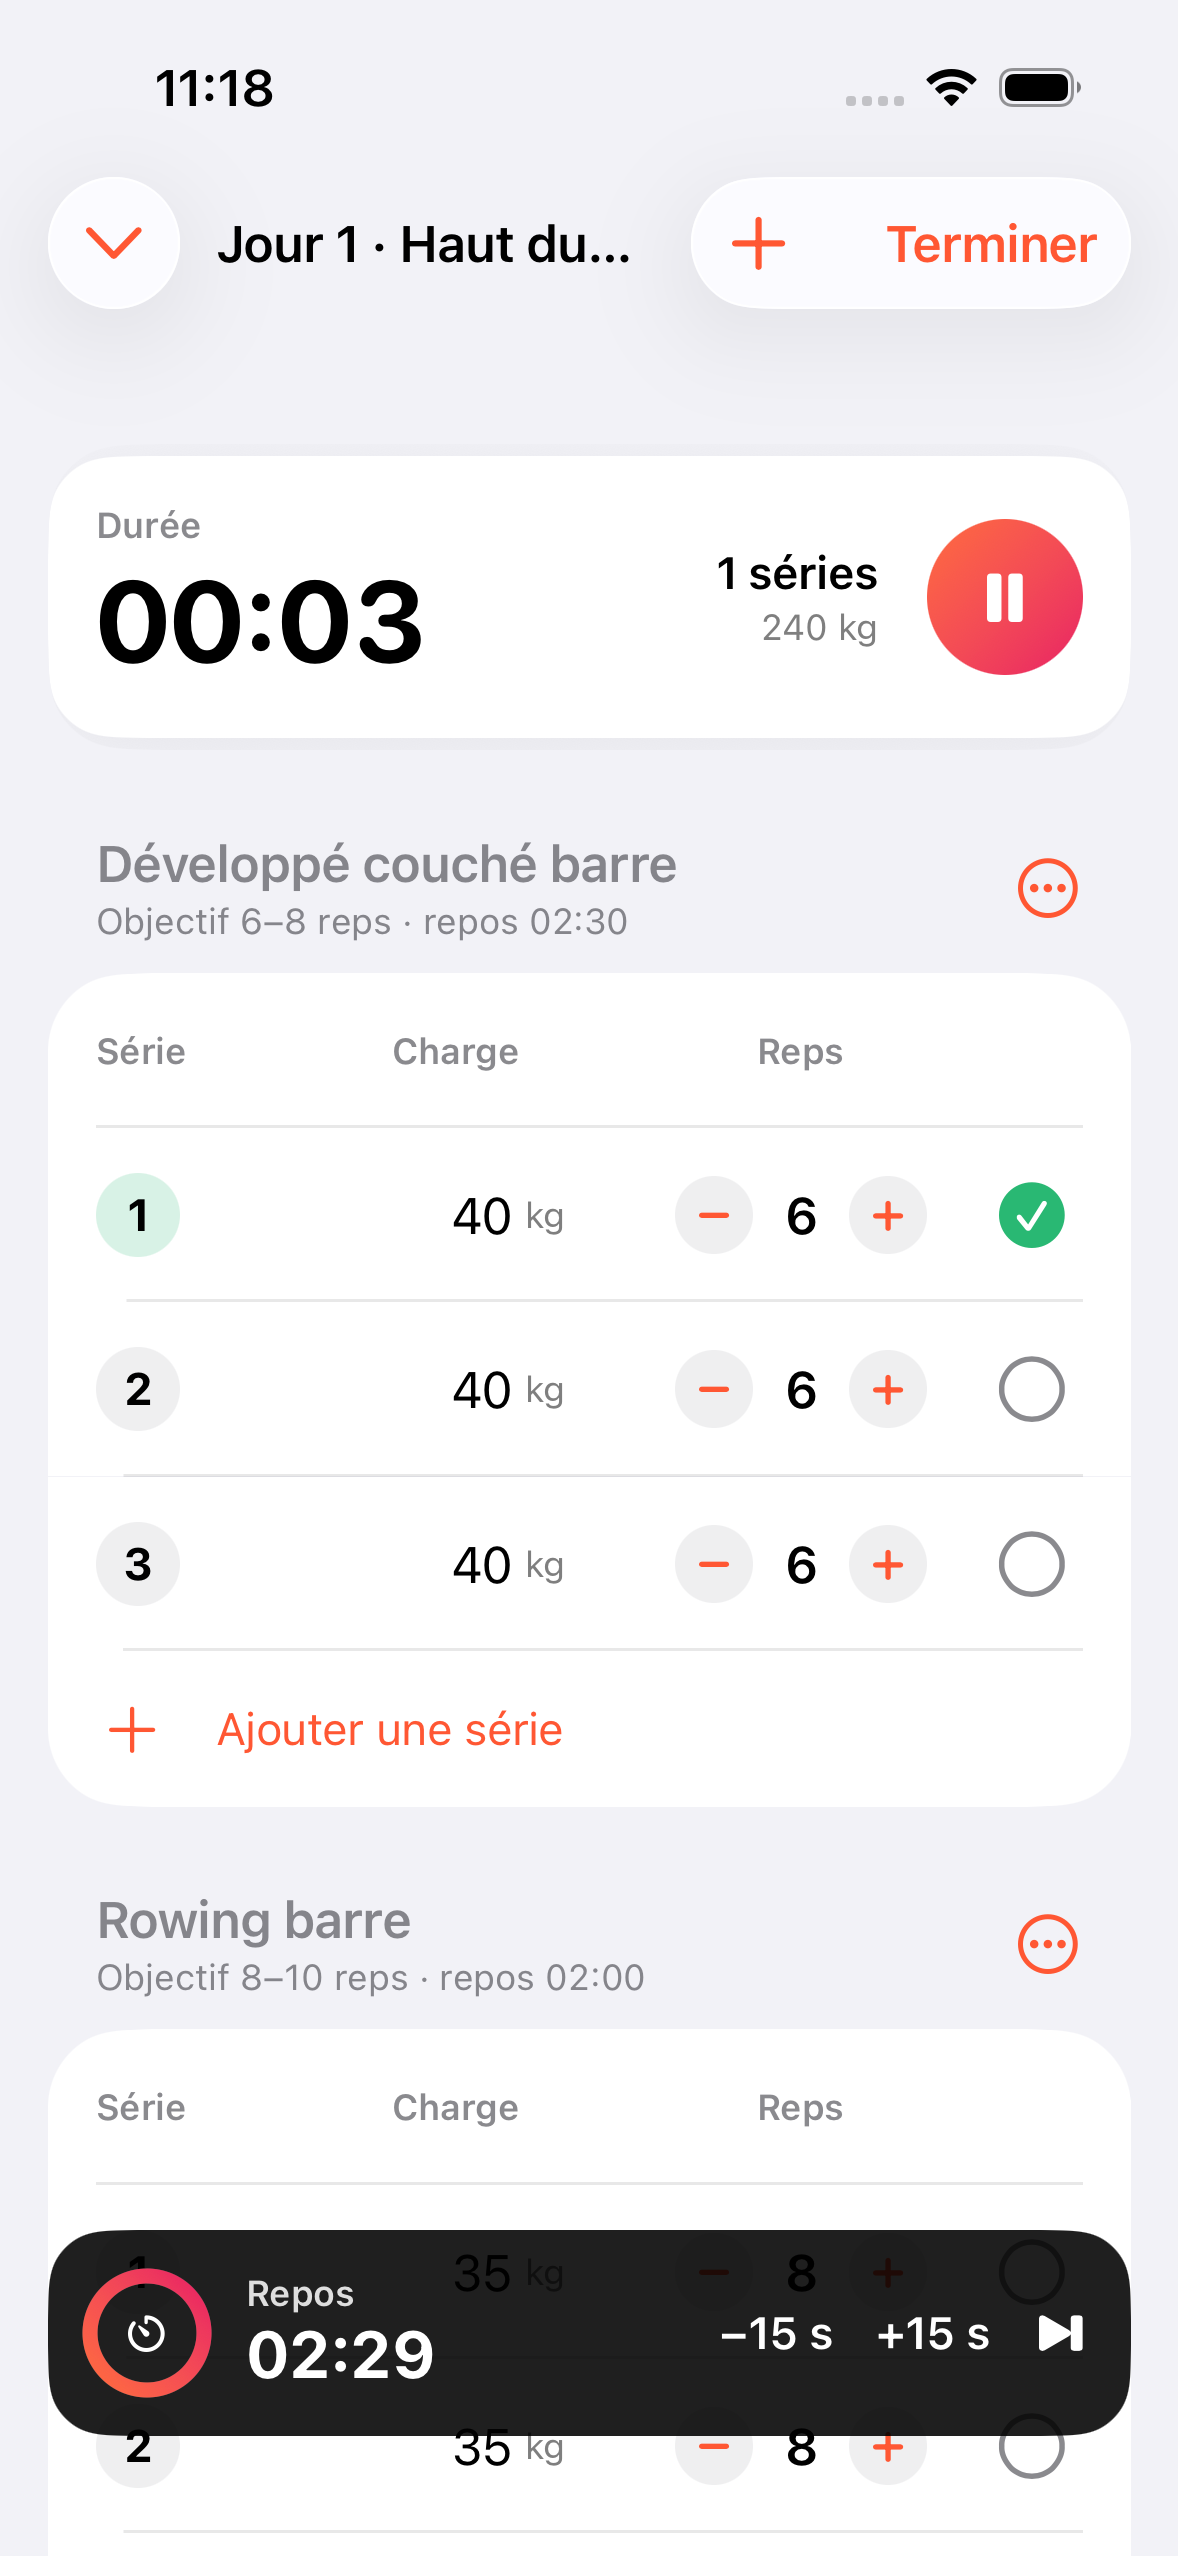 11:18
Jour 1 · Haut du...
Terminer
Durée
00:03
1 séries
240 kg
Développé couché barre
Objectif 6–8 reps · repos 02:30
Série Charge Reps
1 40 kg 6
2 40 kg 6
3 40 kg 6
Ajouter une série
Rowing barre
Objectif 8–10 reps · repos 02:00
Série Charge Reps
1 35 kg 8
Repos
02:29
–15 s +15 s
2 35 kg 8